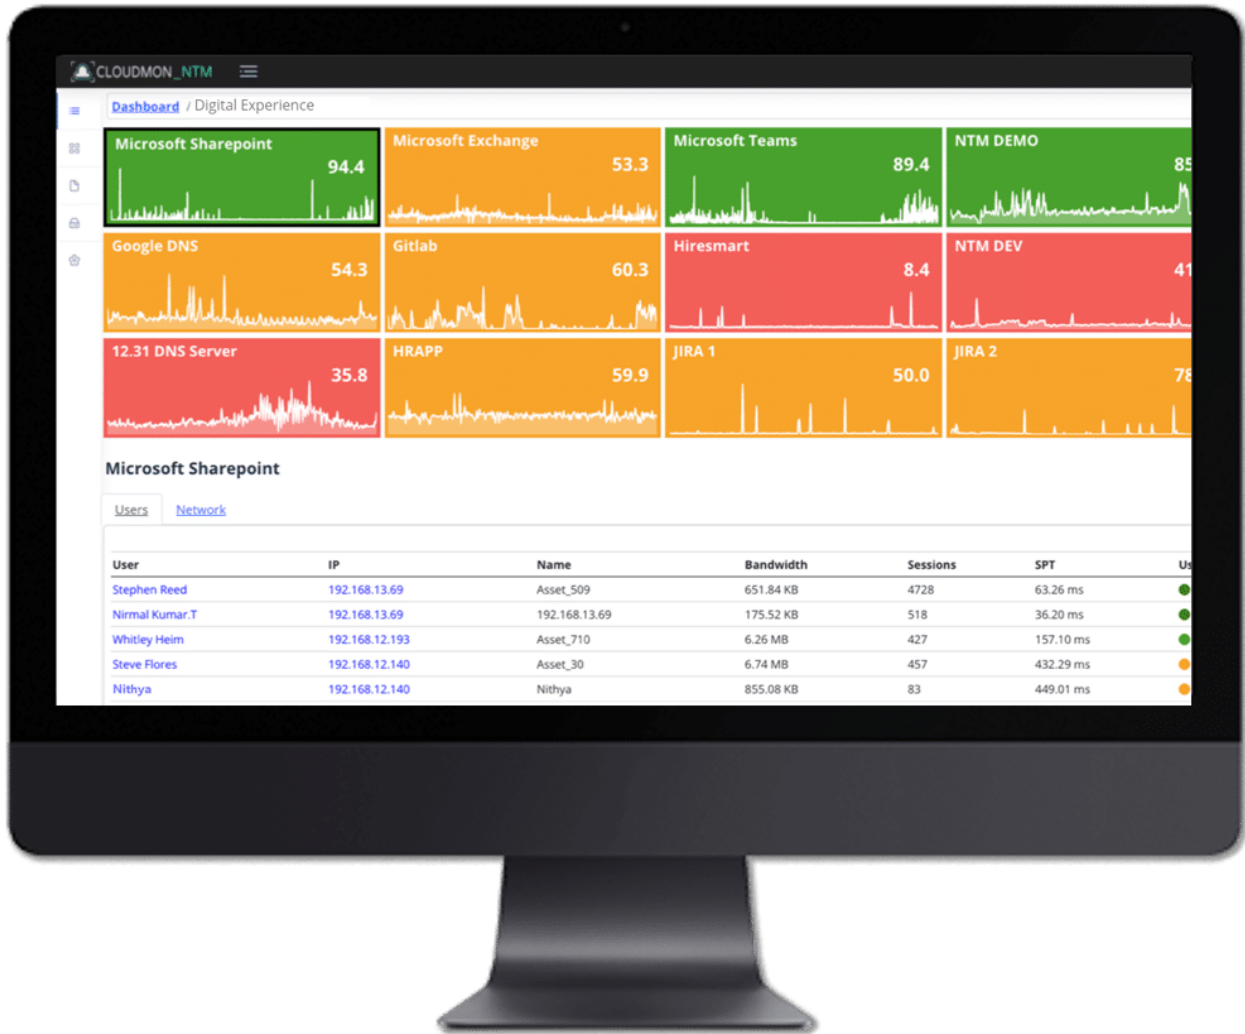 CLOUDMON_NTM
Dashboard / Digital Experience
Microsoft Sharepoint 94.4
Microsoft Exchange 53.3
Microsoft Teams 89.4
NTM DEMO 85
Google DNS 54.3
Gitlab 60.3
Hiresmart 8.4
NTM DEV 41
12.31 DNS Server 35.8
HRAPP 59.9
JIRA 1 50.0
JIRA 2 78
Microsoft Sharepoint
Users Network
User IP Name Bandwidth Sessions SPT Us
Stephen Reed 192.168.13.69 Asset_509 651.84 KB 4728 63.26 ms
Nirmal Kumar.T 192.168.13.69 192.168.13.69 175.52 KB 518 36.20 ms
Whitley Heim 192.168.12.193 Asset_710 6.26 MB 427 157.10 ms
Steve Flores 192.168.12.140 Asset_30 6.74 MB 457 432.29 ms
Nithya 192.168.12.140 Nithya 855.08 KB 83 449.01 ms